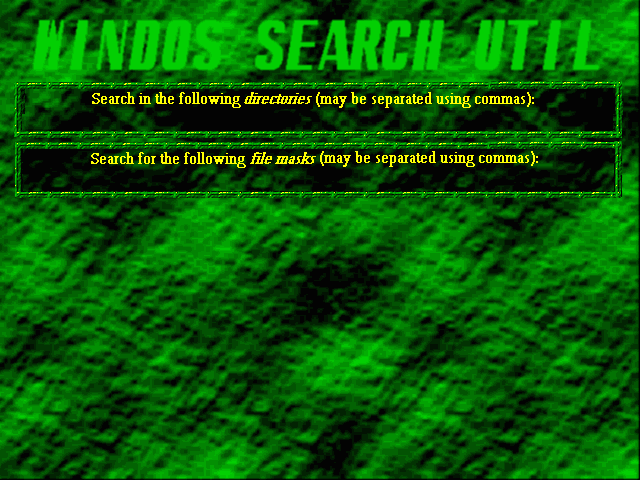 WINDOS SEARCH UTIL
Search in the following directories (may be separated using commas):
Search for the following file masks (may be separated using commas):